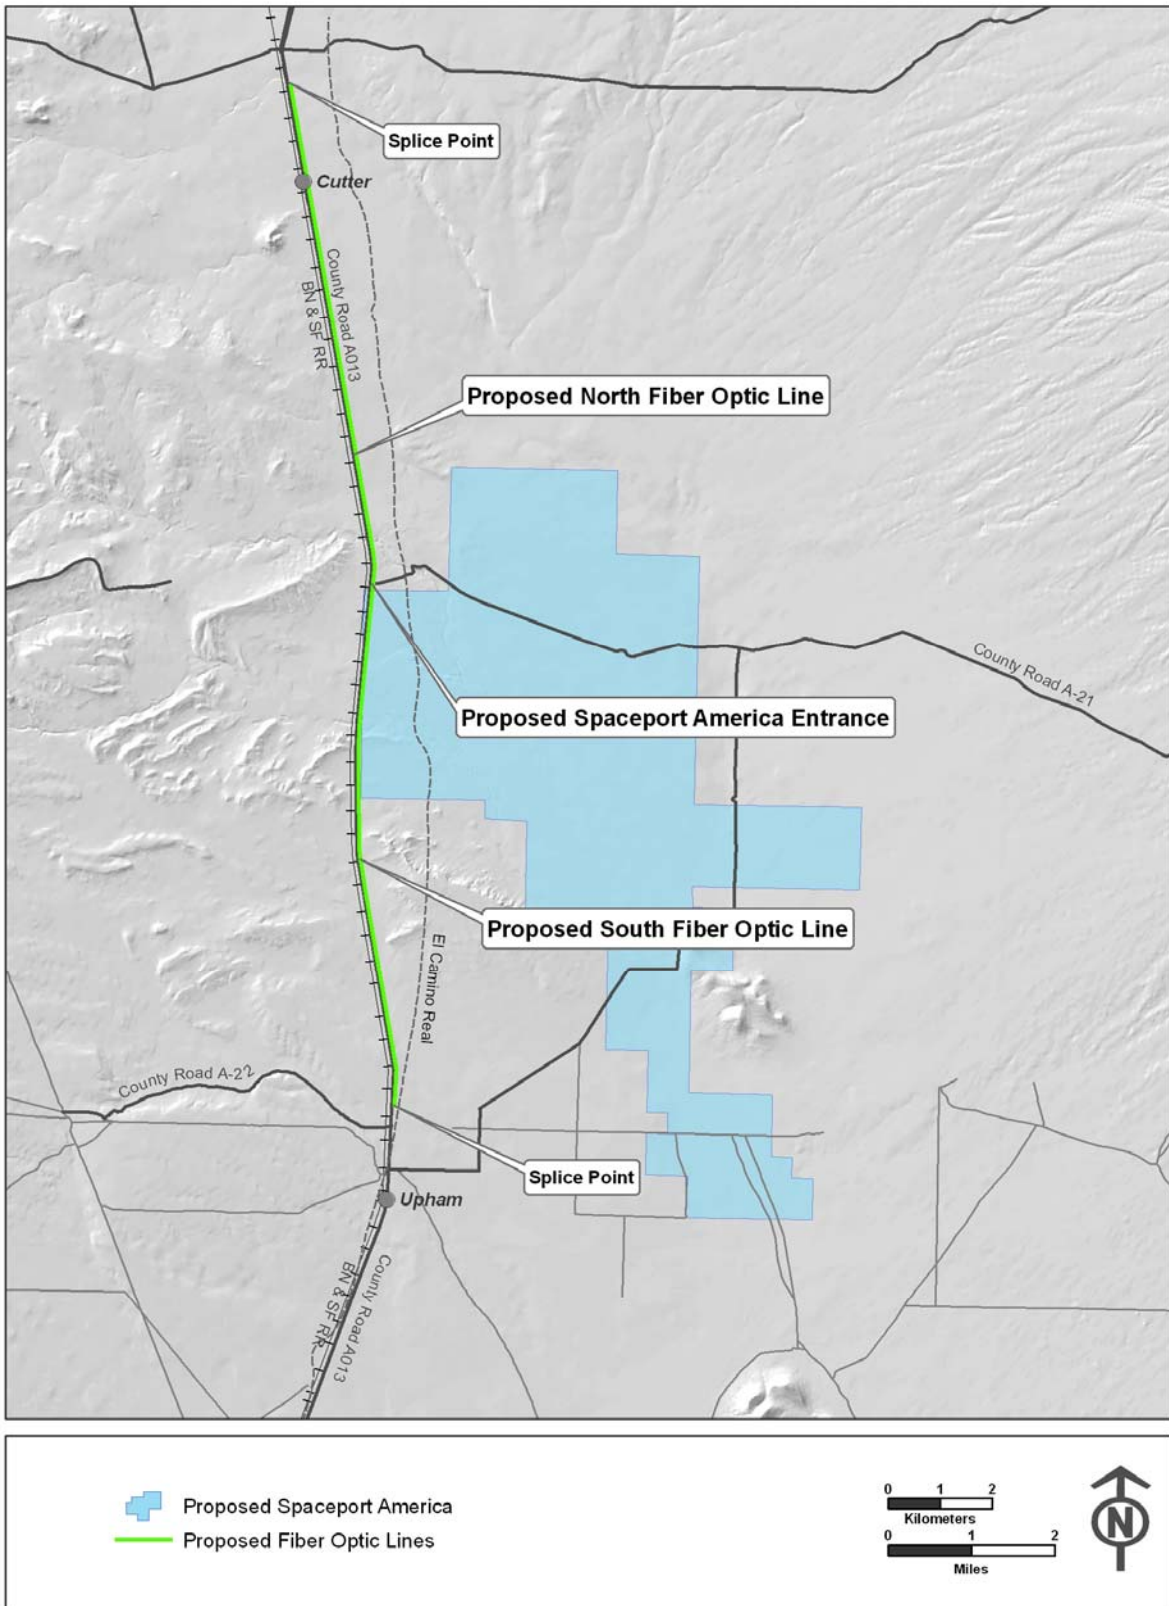 Splice Point
Cutter
County Road A013
BN & SF RR
Proposed North Fiber Optic Line
County Road A-21
Proposed Spaceport America Entrance
Proposed South Fiber Optic Line
El Camino Real
County Road A-22
Splice Point
Upham
County Road A013
BN & SF RR
Proposed Spaceport America
Proposed Fiber Optic Lines
0 1 2
Kilometers
0 1 2
Miles
N